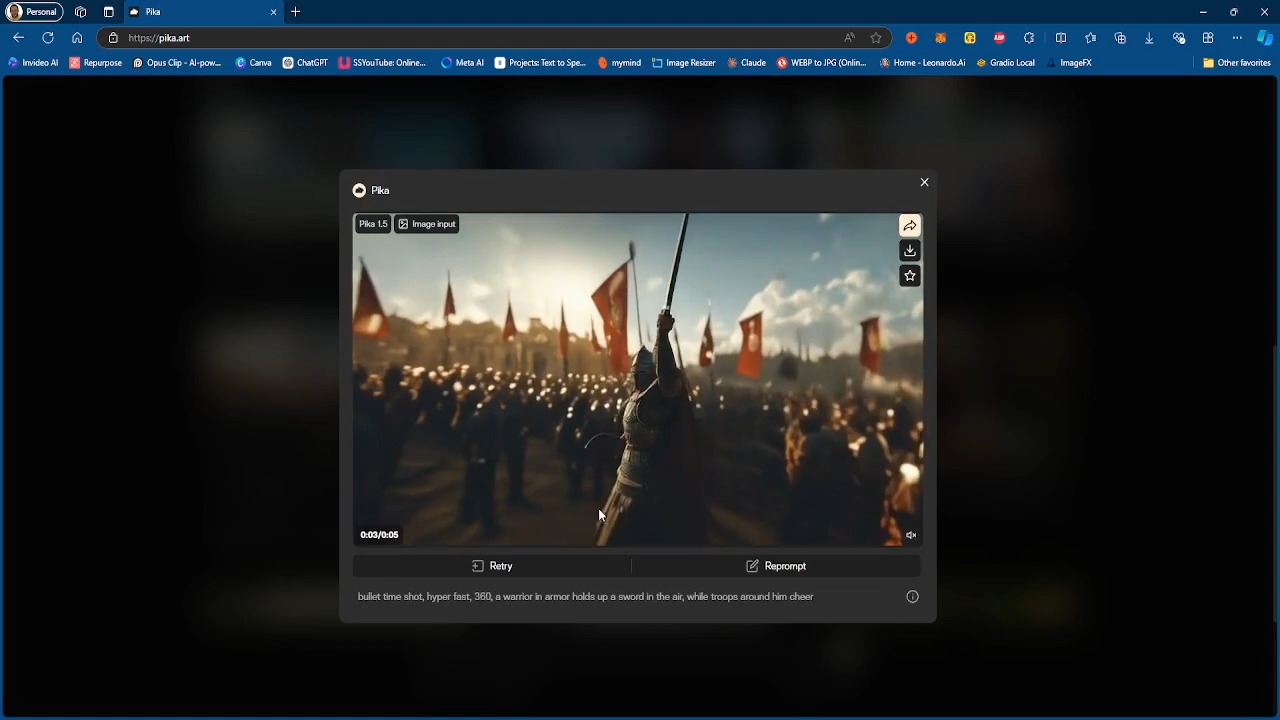 Personal
Pika
https://pika.art
Invideo AI
Repurpose
Opus Clip - AI-pow...
Canva
ChatGPT
SSYouTube: Online...
Meta AI
Projects: Text to Spe...
mymind
Image Resizer
Claude
WEBP to JPG (Onlin...
Home - Leonardo.Ai
Gradio Local
ImageFX
Other favorites
Pika
Pika 1.5
Image input
0:03/0:05
Retry
Reprompt
bullet time shot, hyper fast, 360, a warrior in armor holds up a sword in the air, while troops around him cheer